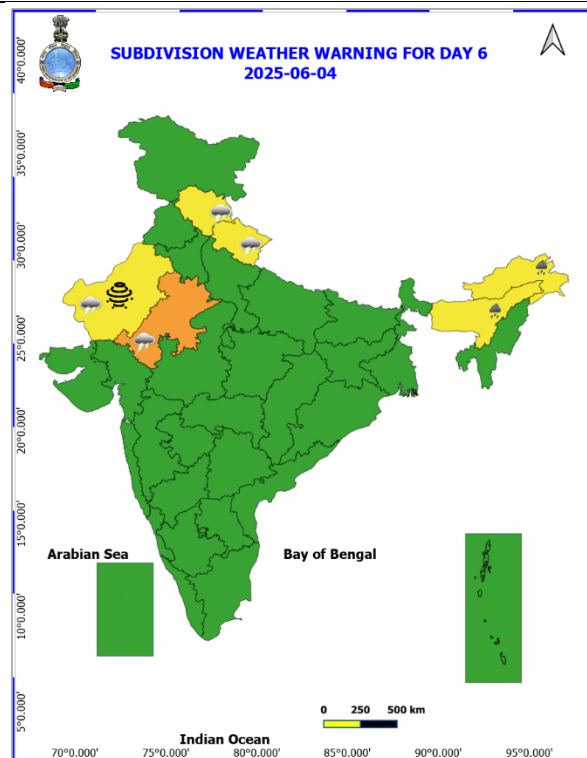 SUBDIVISION WEATHER WARNING FOR DAY 6
2025-06-04
40°0.000'
35°0.000'
30°0.000'
25°0.000'
20°0.000'
15°0.000'
10°0.000'
5°0.000'
Arabian Sea
Bay of Bengal
0 250 500 km
Indian Ocean
70°0.000' 75°0.000' 80°0.000' 85°0.000' 90°0.000' 95°0.000'